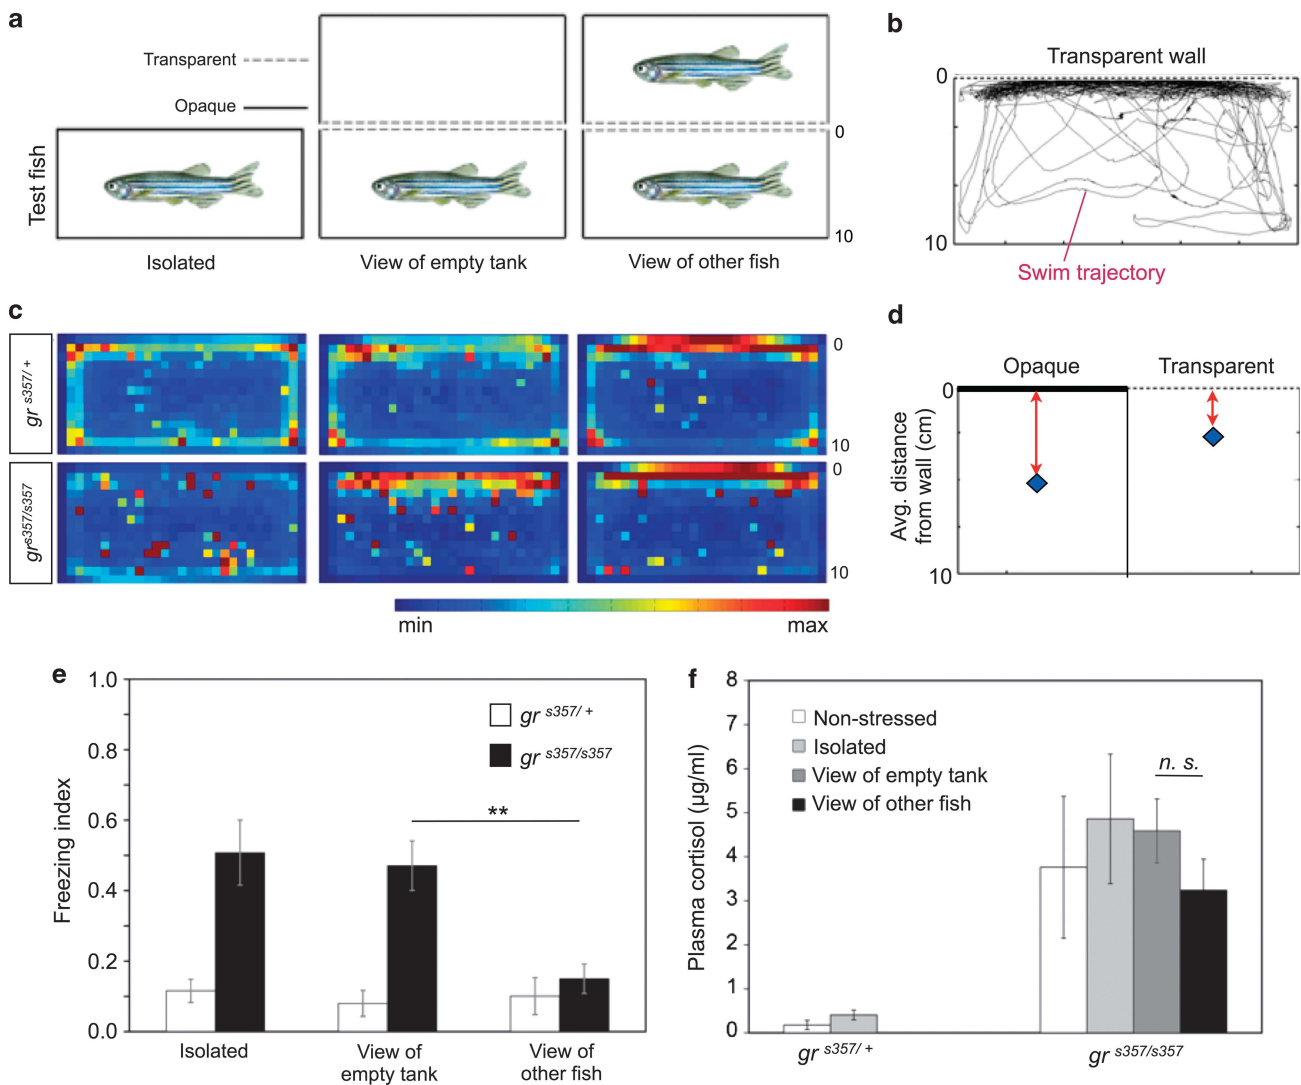 a
Transparent
Opaque
Test fish
0
10
Isolated
View of empty tank
View of other fish
b
Transparent wall
0
10
Swim trajectory
c
gr s357/+
0
10
gr s357/s357
0
10
min
max
d
Opaque
Transparent
0
Avg. distance
from wall (cm)
10
e
1.0
0.8
0.6
0.4
0.2
0.0
Freezing index
gr s357/+
gr s357/s357
**
Isolated
View of
empty tank
View of
other fish
f
8
7
6
5
4
3
2
1
0
Plasma cortisol (μg/ml)
Non-stressed
Isolated
View of empty tank
View of other fish
n. s.
gr s357/+
gr s357/s357